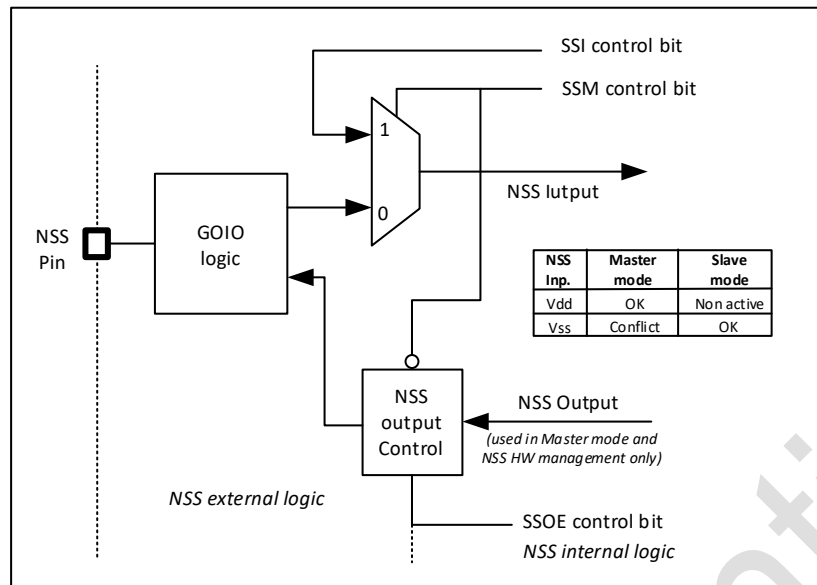 SSI control bit
SSM control bit
1
NSS Iutput
0
NSS
Pin
GOIO
logic
NSS Inp. Master mode Slave mode
Vdd OK Non active
Vss Conflict OK
NSS
output
Control
NSS Output
(used in Master mode and
NSS HW management only)
NSS external logic
SSOE control bit
NSS internal logic